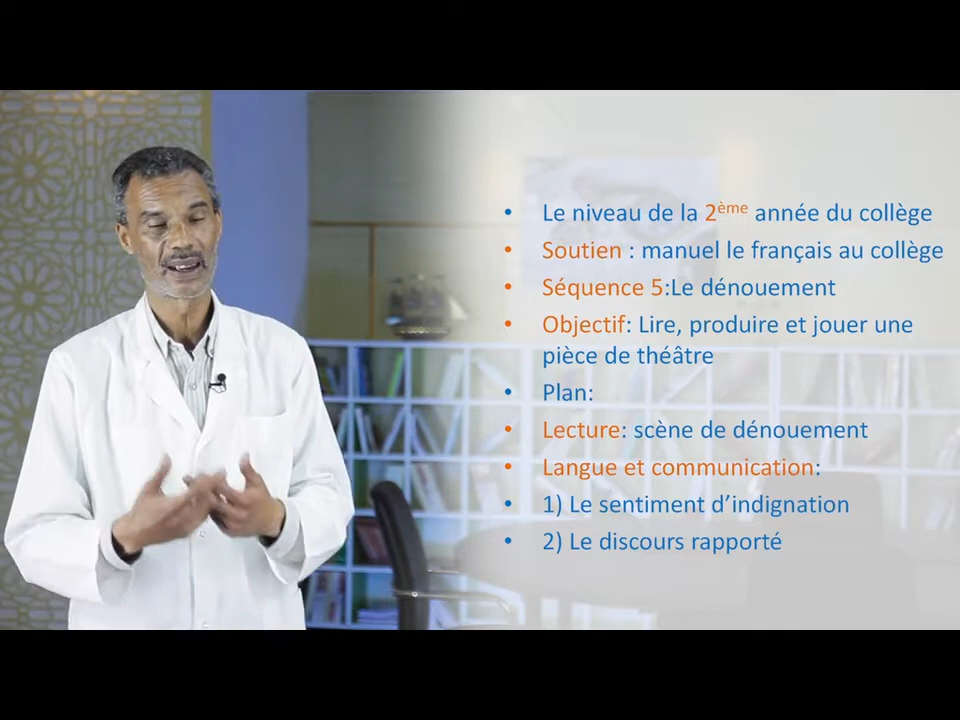 • Le niveau de la 2ème année du collège
• Soutien : manuel le français au collège
• Séquence 5:Le dénouement
• Objectif: Lire, produire et jouer une
pièce de théâtre
• Plan:
• Lecture: scène de dénouement
• Langue et communication:
• 1) Le sentiment d’indignation
• 2) Le discours rapporté